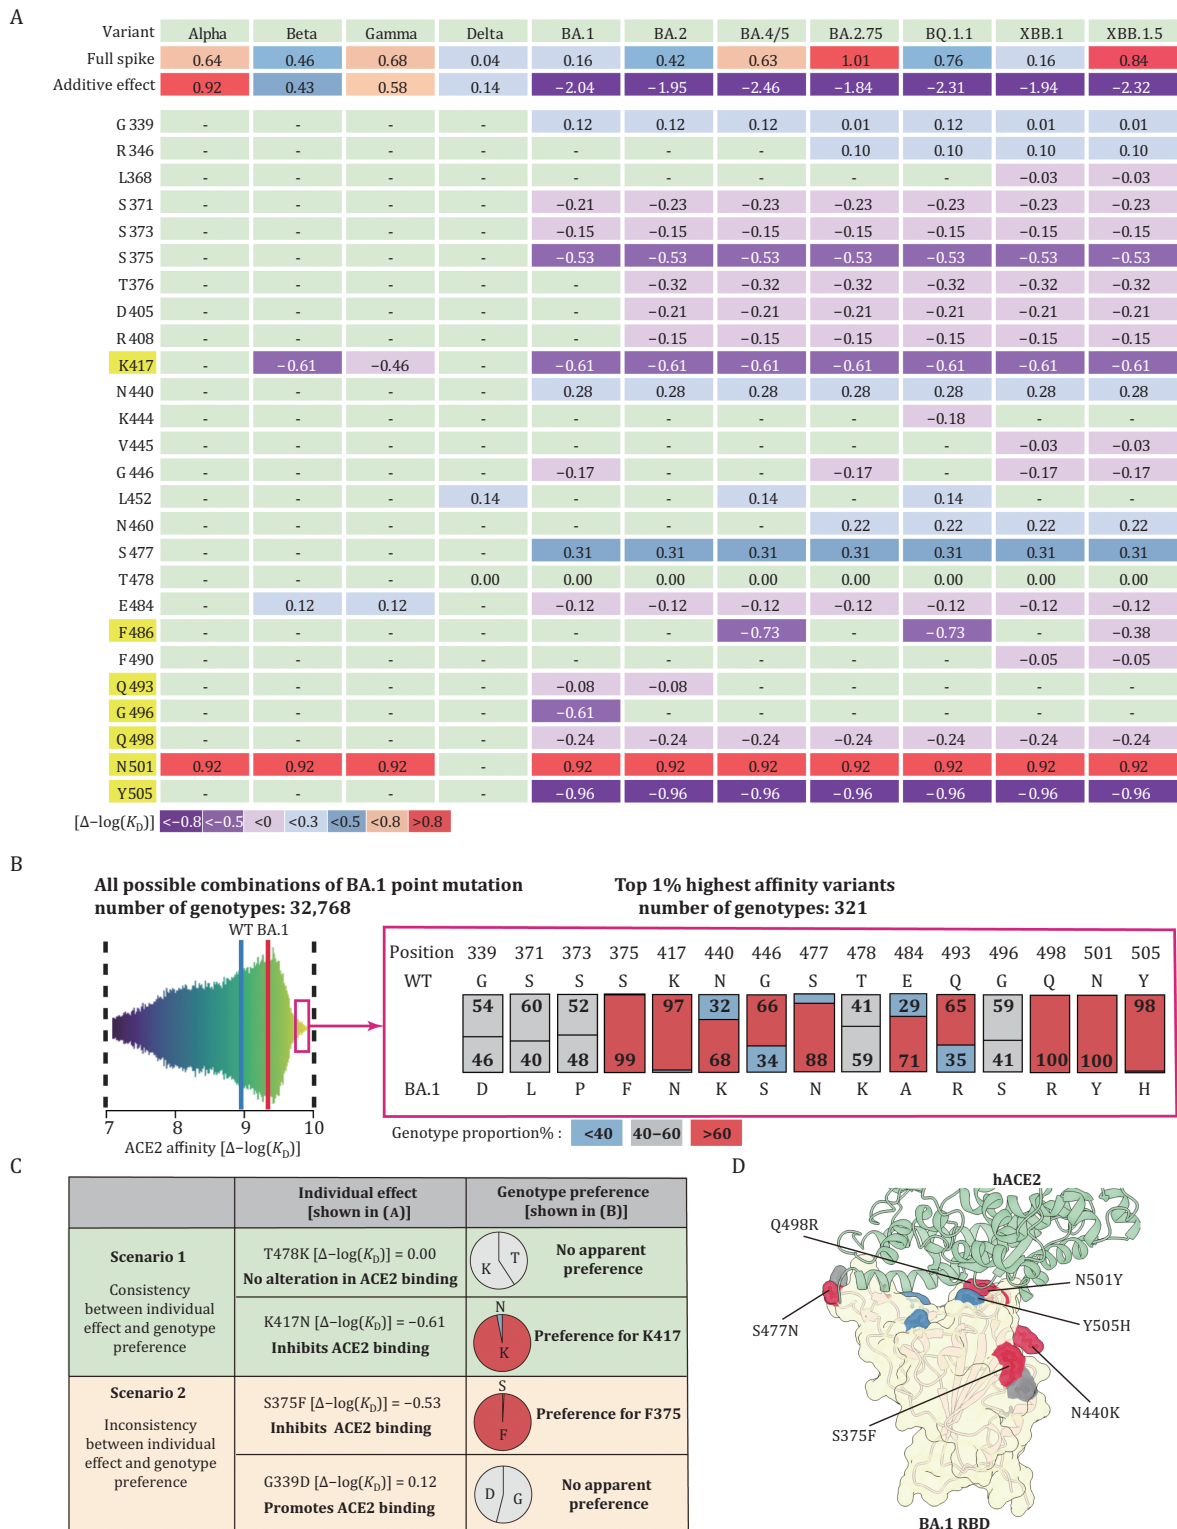 A
Variant Alpha Beta Gamma Delta BA.1 BA.2 BA.4/5 BA.2.75 BQ.1.1 XBB.1 XBB.1.5
Full spike 0.64 0.46 0.68 0.04 0.16 0.42 0.63 1.01 0.76 0.16 0.84
Additive effect 0.92 0.43 0.58 0.14 −2.04 −1.95 −2.46 −1.84 −2.31 −1.94 −2.32
G339 - - - - 0.12 0.12 0.12 0.01 0.12 0.01 0.01
R346 - - - - - - - 0.10 0.10 0.10 0.10
L368 - - - - - - - - - −0.03 −0.03
S371 - - - - −0.21 −0.23 −0.23 −0.23 −0.23 −0.23 −0.23
S373 - - - - −0.15 −0.15 −0.15 −0.15 −0.15 −0.15 −0.15
S375 - - - - −0.53 −0.53 −0.53 −0.53 −0.53 −0.53 −0.53
T376 - - - - - −0.32 −0.32 −0.32 −0.32 −0.32 −0.32
D405 - - - - - −0.21 −0.21 −0.21 −0.21 −0.21 −0.21
R408 - - - - - −0.15 −0.15 −0.15 −0.15 −0.15 −0.15
K417 - −0.61 −0.46 - −0.61 −0.61 −0.61 −0.61 −0.61 −0.61 −0.61
N440 - - - - 0.28 0.28 0.28 0.28 0.28 0.28 0.28
K444 - - - - - - - - −0.18 - -
V445 - - - - - - - - - −0.03 −0.03
G446 - - - - −0.17 - - −0.17 - −0.17 −0.17
L452 - - - 0.14 - - 0.14 - 0.14 - -
N460 - - - - - - - 0.22 0.22 0.22 0.22
S477 - - - - 0.31 0.31 0.31 0.31 0.31 0.31 0.31
T478 - - - 0.00 0.00 0.00 0.00 0.00 0.00 0.00 0.00
E484 - 0.12 0.12 - −0.12 −0.12 −0.12 −0.12 −0.12 −0.12 −0.12
F486 - - - - - - −0.73 - −0.73 - −0.38
F490 - - - - - - - - - −0.05 −0.05
Q493 - - - - −0.08 −0.08 - - - - -
G496 - - - - −0.61 - - - - - -
Q498 - - - - −0.24 −0.24 −0.24 −0.24 −0.24 −0.24 −0.24
N501 0.92 0.92 0.92 - 0.92 0.92 0.92 0.92 0.92 0.92 0.92
Y505 - - - - −0.96 −0.96 −0.96 −0.96 −0.96 −0.96 −0.96
[Δ−log(KD)] <−0.8 <−0.5 <0 <0.3 <0.5 <0.8 >0.8
B
All possible combinations of BA.1 point mutation
number of genotypes: 32,768
WT BA.1
7 8 9 10
ACE2 affinity [Δ−log(KD)]
Top 1% highest affinity variants
number of genotypes: 321
Position 339 371 373 375 417 440 446 477 478 484 493 496 498 501 505
WT G S S S K N G S T E Q G Q N Y
54 60 52 97 32 66 41 29 65 59 98
46 40 48 99 68 34 88 59 71 35 41 100 100
BA.1 D L P F N K S N K A R S R Y H
Genotype proportion% : <40 40−60 >60
C
Individual effect
[shown in (A)]
Genotype preference
[shown in (B)]
Scenario 1
Consistency
between individual
effect and genotype
preference
T478K [Δ−log(KD)] = 0.00
No alteration in ACE2 binding
K T
No apparent
preference
K417N [Δ−log(KD)] = −0.61
Inhibits ACE2 binding
N
K
Preference for K417
Scenario 2
Inconsistency
between individual
effect and genotype
preference
S375F [Δ−log(KD)] = −0.53
Inhibits ACE2 binding
S
F
Preference for F375
G339D [Δ−log(KD)] = 0.12
Promotes ACE2 binding
D G
No apparent
preference
D
hACE2
Q498R
N501Y
S477N
Y505H
N440K
S375F
BA.1 RBD